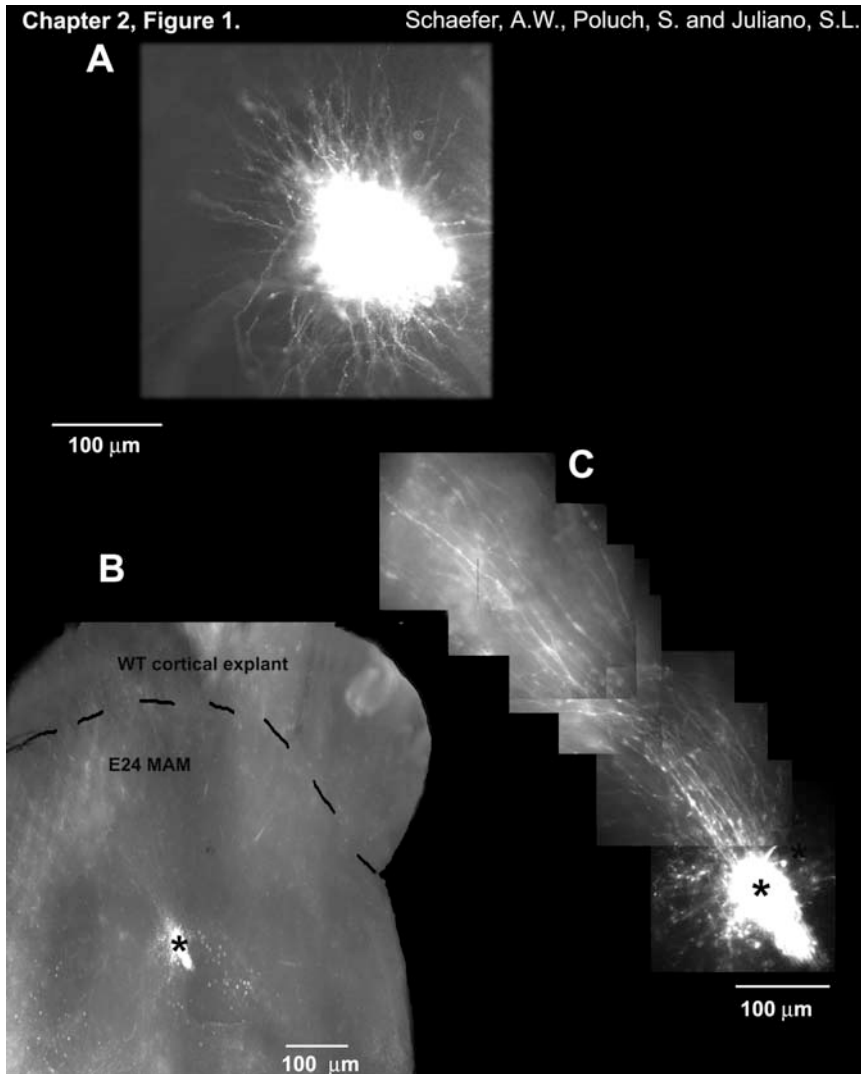 Chapter 2, Figure 1.
Schaefer, A.W., Poluch, S. and Juliano, S.L.
A
100 μm
C
B
WT cortical explant
E24 MAM
*
*
*
100 μm
100 μm